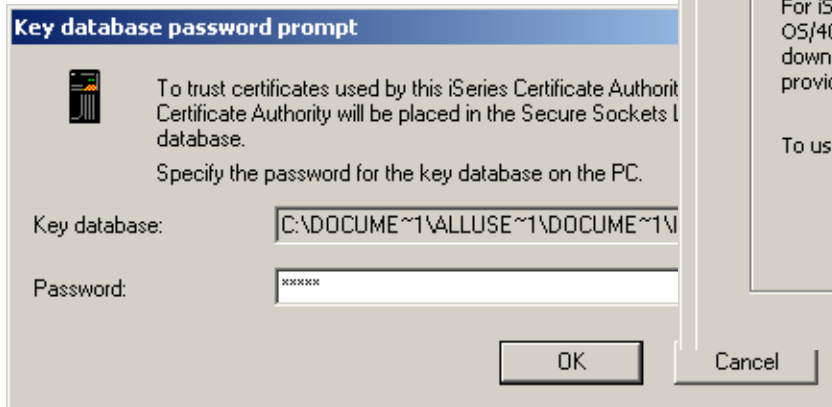 Key database password prompt
To trust certificates used by this iSeries Certificate Authorit
Certificate Authority will be placed in the Secure Sockets L
database.
Specify the password for the key database on the PC.
Key database:
C:\DOCUME~1\ALLUSE~1\DOCUME~1\I
Password:
*****
OK
Cancel
For iS
OS/40
down
provid
To us